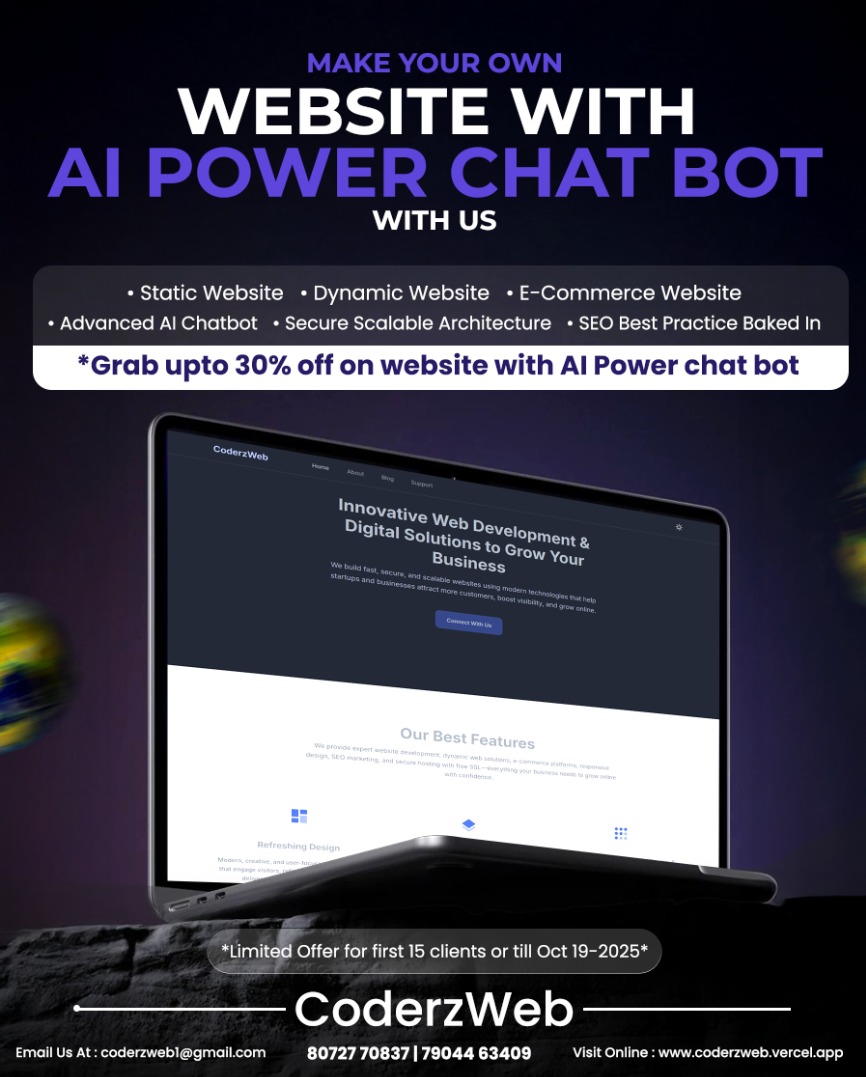 MAKE YOUR OWN
WEBSITE WITH
AI POWER CHAT BOT
WITH US
• Static Website • Dynamic Website • E-Commerce Website
• Advanced AI Chatbot • Secure Scalable Architecture • SEO Best Practice Baked In
*Grab upto 30% off on website with AI Power chat bot
CoderzWeb Home About Blog Support
Innovative Web Development &
Digital Solutions to Grow Your
Business
We build fast, secure, and scalable websites using modern technologies that help
startups and businesses attract more customers, boost visibility, and grow online.
Connect With Us
Our Best Features
We provide expert website development, dynamic web solutions, e-commerce platforms, responsive
design, SEO marketing, and secure hosting with free SSL—everything your business needs to grow online
with confidence.
Refreshing Design
Modern, creative, and
that engage visitors,
*Limited Offer for first 15 clients or till Oct 19-2025*
CoderzWeb
Email Us At : coderzweb1@gmail.com 80727 70837 | 79044 63409 Visit Online : www.coderzweb.vercel.app